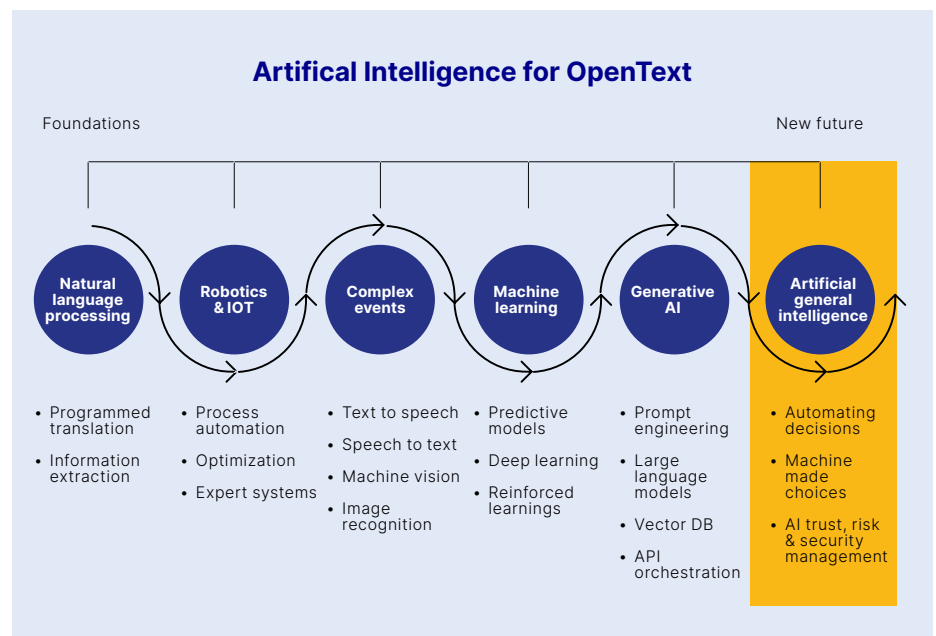 Artifical Intelligence for OpenText
Foundations
New future
Natural
language
processing
Robotics
& IOT
Complex
events
Machine
learning
Generative
AI
Artificial
general
intelligence
• Programmed
translation
• Information
extraction
• Process
automation
• Optimization
• Expert systems
• Text to speech
• Speech to text
• Machine vision
• Image
recognition
• Predictive
models
• Deep learning
• Reinforced
learnings
• Prompt
engineering
• Large
language
models
• Vector DB
• API
orchestration
• Automating
decisions
• Machine
made
choices
• AI trust, risk
& security
management